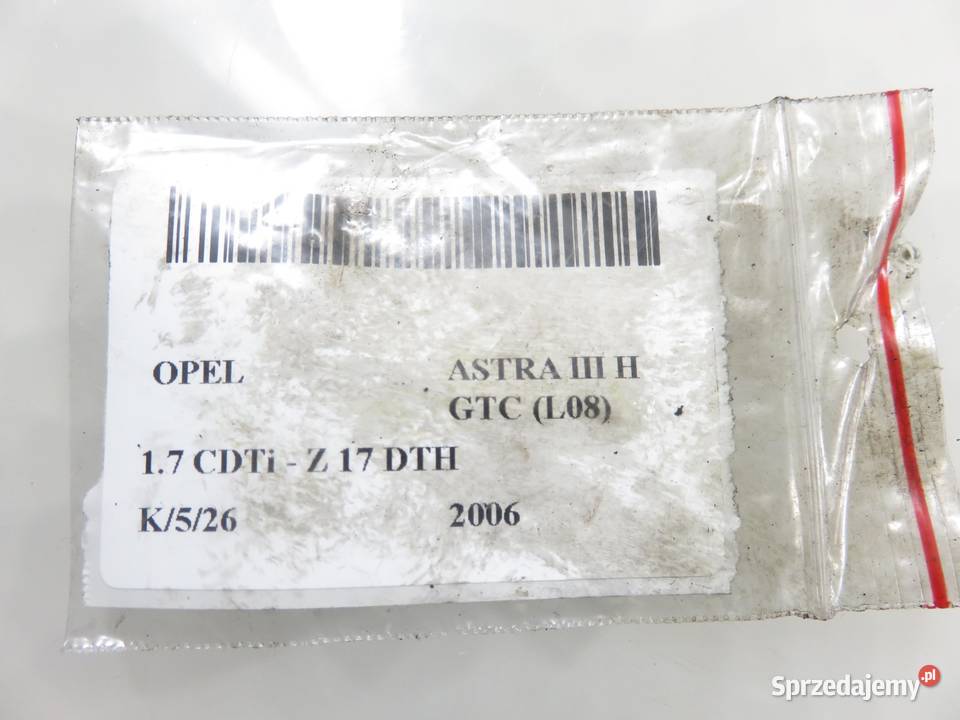 OPEL ASTRA III H
GTC (L08)
1.7 CDTi - Z 17 DTH
K/5/26 2006
Sprzedajemy.pl